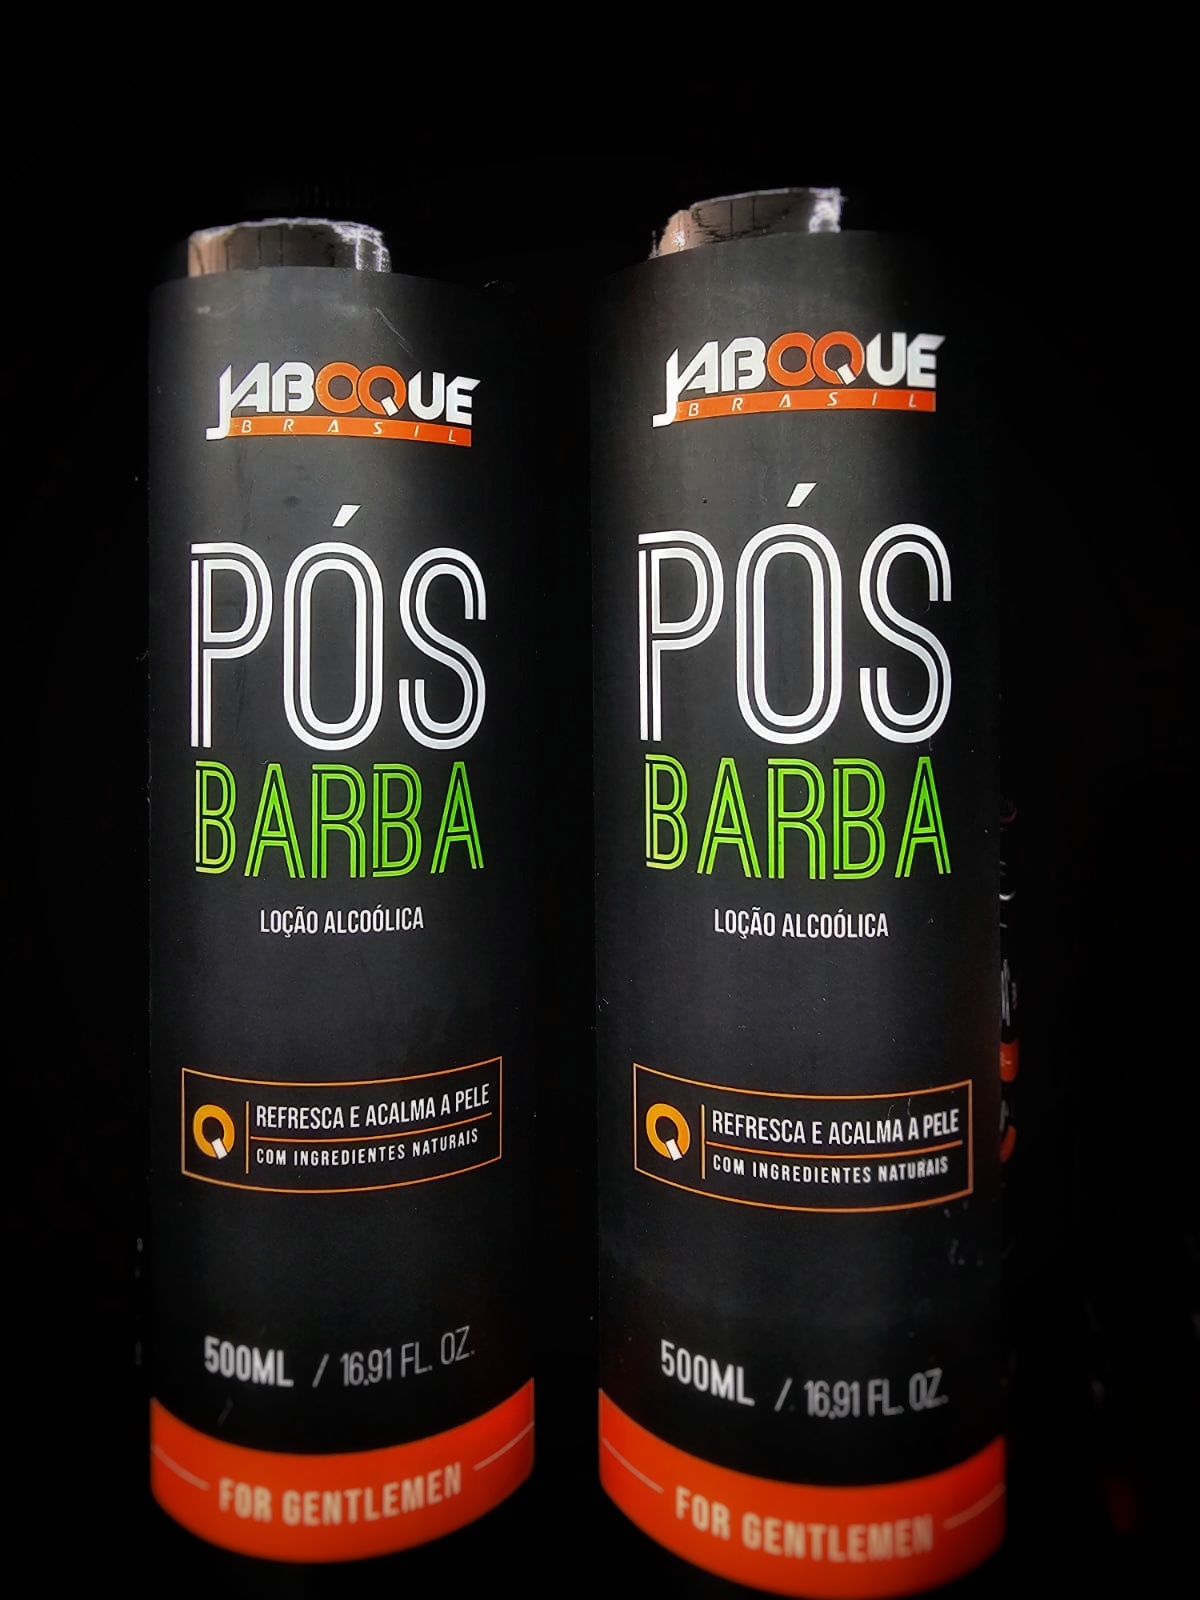 JABOQUE
BRASIL
PÓS
BARBA
LOÇÃO ALCOÓLICA
REFRESCA E ACALMA A PELE
COM INGREDIENTES NATURAIS
500ML / 16,91 FL. OZ.
FOR GENTLEMEN
JABOQUE
BRASIL
PÓS
BARBA
LOÇÃO ALCOÓLICA
REFRESCA E ACALMA A PELE
COM INGREDIENTES NATURAIS
500ML / 16,91 FL. OZ.
FOR GENTLEMEN